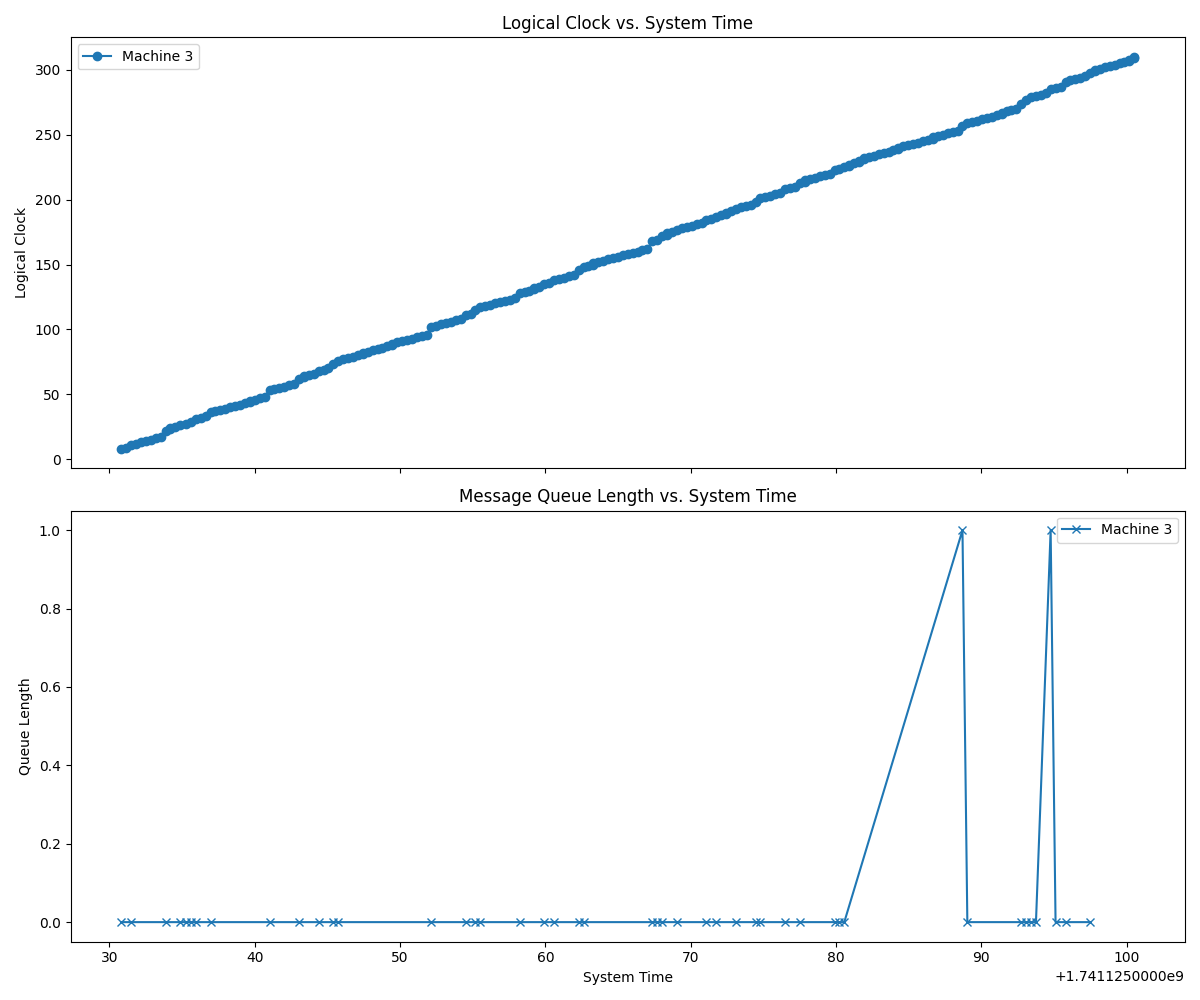 Logical Clock vs. System Time
Machine 3
300
250
200
150
100
50
0
Logical Clock
Message Queue Length vs. System Time
Machine 3
1.0
0.8
0.6
0.4
0.2
0.0
Queue Length
30 40 50 60 70 80 90 100
System Time
+1.7411250000e9